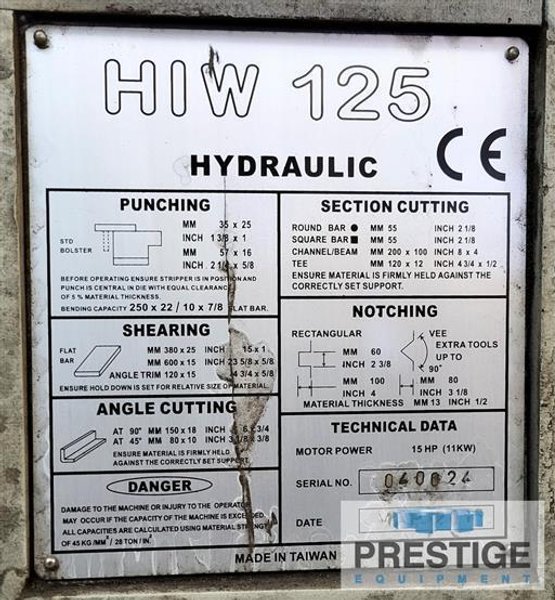 HIW 125
HYDRAULIC
CE
PUNCHING
STD
BOLSTER
MM 35 x 25
INCH 1 3/8 x 1
MM 57 x 16
INCH 2 1/4 x 5/8
BEFORE OPERATING ENSURE STRIPPER IS IN POSITION AND
PUNCH IS CENTRAL IN DIE WITH EQUAL CLEARANCE
OF 5 % MATERIAL THICKNESS.
BENDING CAPACITY 250 x 22 / 10 x 7/8 FLAT BAR.
SHEARING
FLAT
BAR
MM 380 x 25 INCH 15 x 1
MM 600 x 15 INCH 23 5/8 x 5/8
ANGLE TRIM 120 x 15 4 3/4 x 5/8
ENSURE HOLD DOWN IS SET FOR RELATIVE SIZE OF MATERIAL.
ANGLE CUTTING
AT 90° MM 150 x 18 INCH 6 x 3/4
AT 45° MM 80 x 10 INCH 3 1/8 x 3/8
ENSURE MATERIAL IS FIRMLY HELD
AGAINST THE CORRECTLY SET SUPPORT.
DANGER
DAMAGE TO THE MACHINE OR INJURY TO THE OPERATOR
MAY OCCUR IF THE CAPACITY OF THE MACHINE IS EXCEEDED.
ALL CAPACITIES ARE CALCULATED USING MATERIAL STRENGTH
OF 45 KG /MM² / 28 TON / IN.²
SECTION CUTTING
ROUND BAR ● MM 55 INCH 2 1/8
SQUARE BAR ■ MM 55 INCH 2 1/8
CHANNEL/BEAM MM 200 x 100 INCH 8 x 4
TEE MM 120 x 12 INCH 4 3/4 x 1/2
ENSURE MATERIAL IS FIRMLY HELD AGAINST THE
CORRECTLY SET SUPPORT.
NOTCHING
RECTANGULAR
MM 60
INCH 2 3/8
MM 100
INCH 4
VEE
EXTRA TOOLS
UP TO
90°
MM 80
INCH 3 1/8
MATERIAL THICKNESS MM 13 INCH 1/2
TECHNICAL DATA
MOTOR POWER 15 HP (11KW)
SERIAL NO. 040024
DATE
MADE IN TAIWAN
PRESTIGE
EQUIPMENT